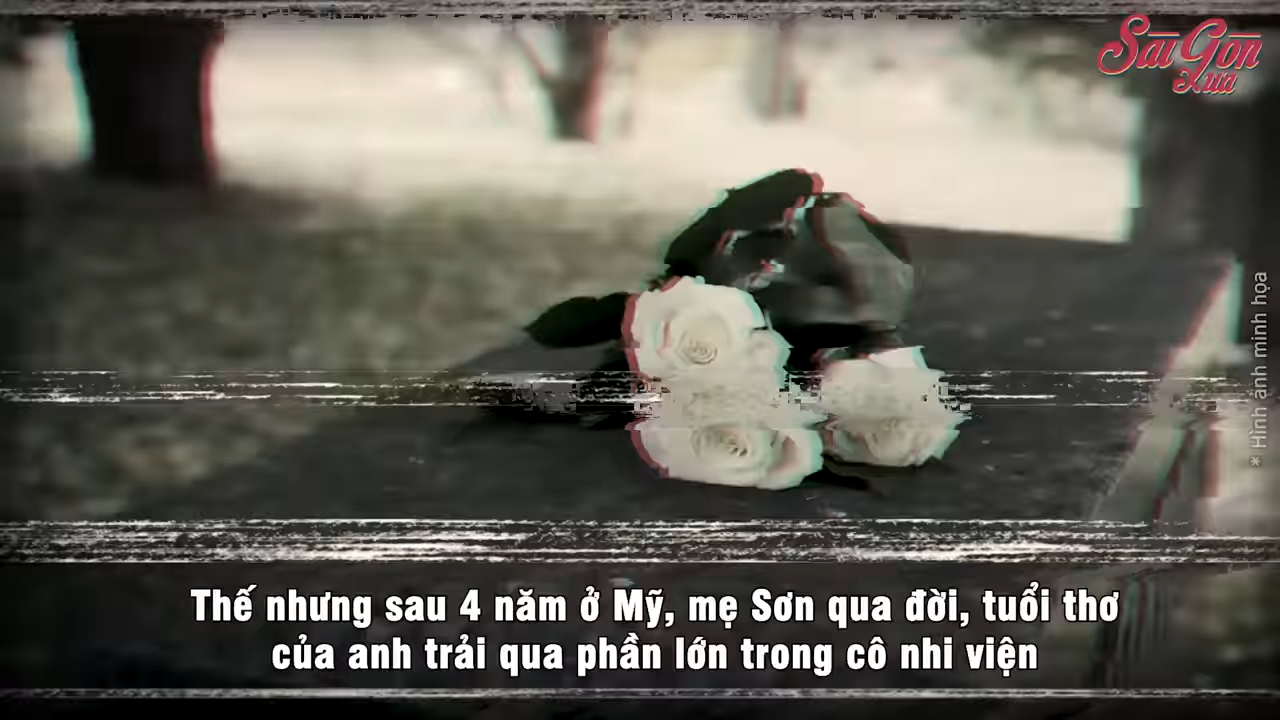 Sài Gòn
Xưa
* Hình ảnh minh họa
Thế nhưng sau 4 năm ở Mỹ, mẹ Sơn qua đời, tuổi thơ
của anh trải qua phần lớn trong cô nhi viện